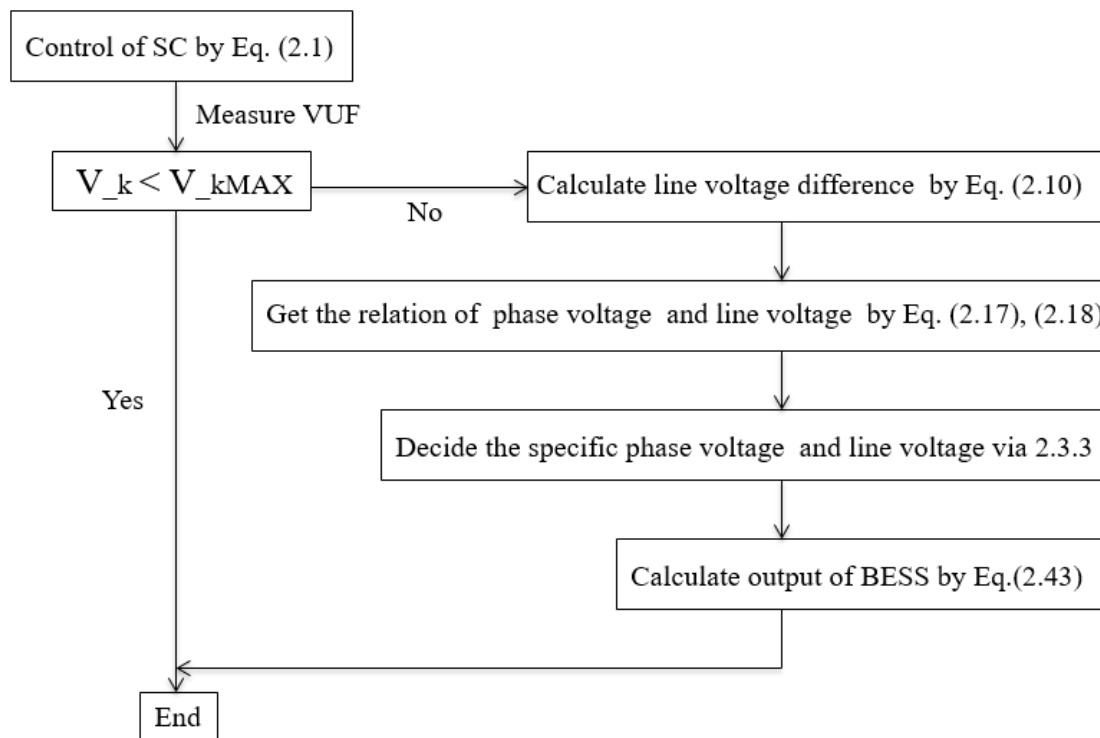 Control of SC by Eq. (2.1)
Measure VUF
V_k < V_kMAX
No
Calculate line voltage difference by Eq. (2.10)
Get the relation of phase voltage and line voltage by Eq. (2.17), (2.18)
Yes
Decide the specific phase voltage and line voltage via 2.3.3
Calculate output of BESS by Eq.(2.43)
End